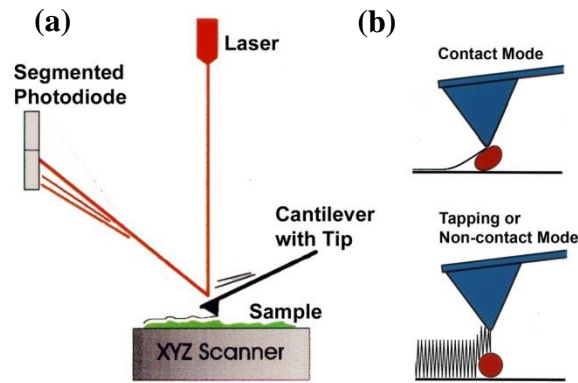 (a)
Laser
Segmented
Photodiode
Cantilever
with Tip
Sample
XYZ Scanner
(b)
Contact Mode
Tapping or
Non-contact Mode